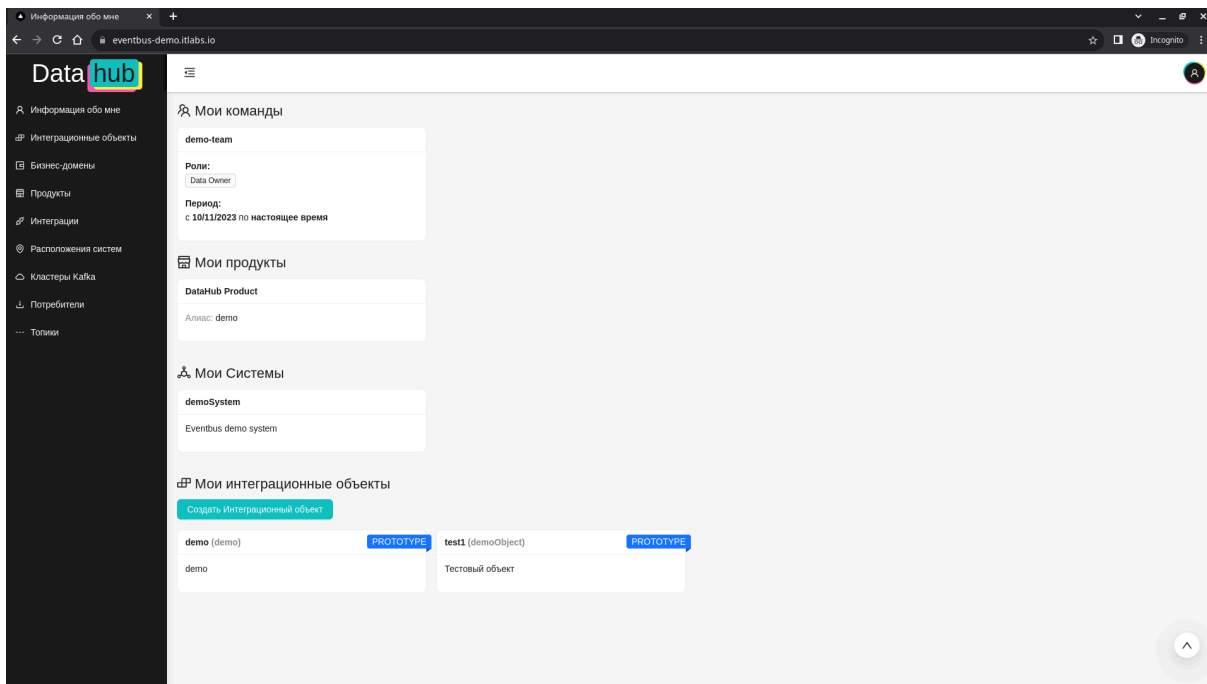 Информация обо мне
eventbus-demo.itlabs.io
Incognito
Data hub
Информация обо мне
Интеграционные объекты
Бизнес-домены
Продукты
Интеграции
Расположения систем
Кластеры Kafka
Потребители
Топики
Мои команды
demo-team
Роли:
Data Owner
Период:
с 10/11/2023 по настоящее время
Мои продукты
DataHub Product
Алиас: demo
Мои Системы
demoSystem
Eventbus demo system
Мои интеграционные объекты
Создать Интеграционный объект
demo (demo) PROTOTYPE
demo
test1 (demoObject) PROTOTYPE
Тестовый объект